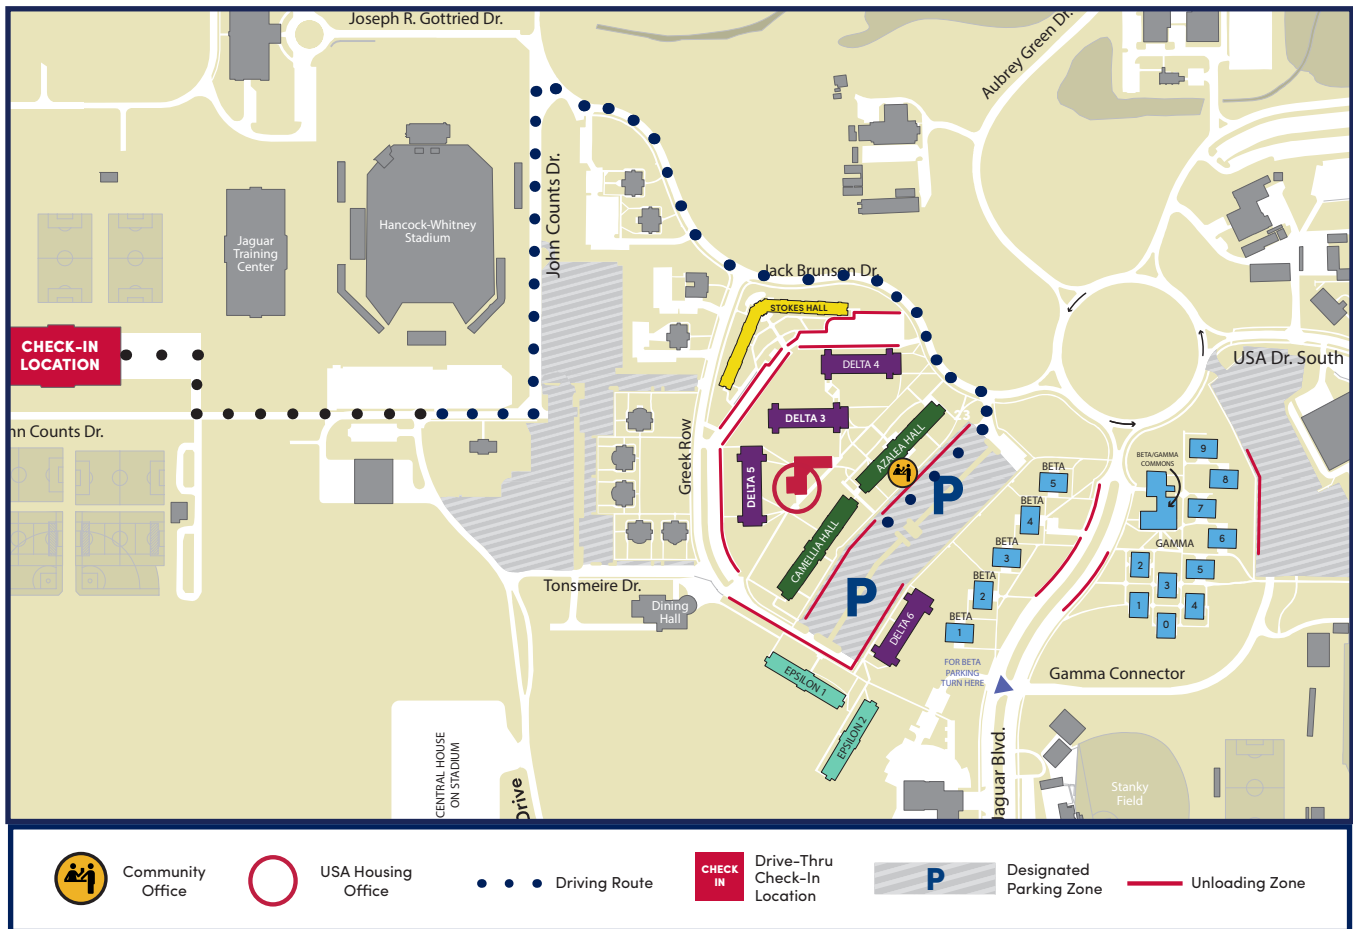 Joseph R. Gottried Dr.
Aubrey Green Dr.
John Counts Dr.
Hancock-Whitney
Stadium
Jaguar
Training
Center
Jack Brunson Dr.
STOKES HALL
CHECK-IN
LOCATION
USA Dr. South
DELTA 4
DELTA 3
23
nn Counts Dr.
Greek Row
AZALEA HALL
DELTA 5
BETA
5
BETA/GAMMA
COMMONS
9
8
7
6
P
BETA
4
GAMMA
CAMELLIA HALL
BETA
3
2
5
3
BETA
2
1
4
0
Tonsmeire Dr.
P
Dining
Hall
BETA
1
DELTA 6
FOR BETA
PARKING
TURN HERE
Gamma Connector
EPSILON 1
EPSILON 2
CENTRAL HOUSE
ON STADIUM
Drive
Jaguar Blvd.
Stanky
Field
Community
Office
USA Housing
Office
Driving Route
CHECK
IN
Drive-Thru
Check-In
Location
P
Designated
Parking Zone
Unloading Zone